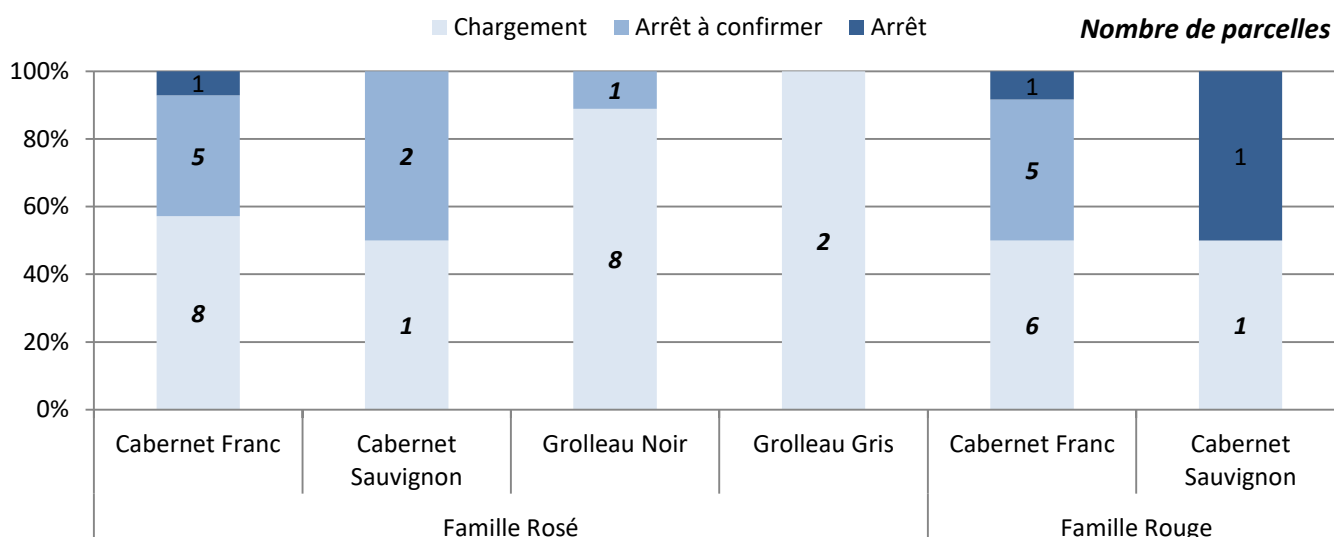 Chargement Arrêt à confirmer Arrêt
Nombre de parcelles
100%
80%
60%
40%
20%
0%
1
5
8
2
1
1
8
2
1
5
6
1
1
Cabernet Franc
Cabernet
Sauvignon
Grolleau Noir
Grolleau Gris
Cabernet Franc
Cabernet
Sauvignon
Famille Rosé
Famille Rouge